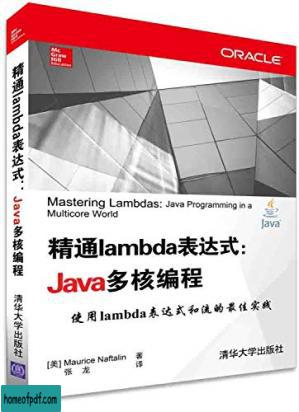 Mc
Graw
Hill
Education
ORACLE
Mastering Lambdas: Java Programming in a
Multicore World
Java
精通lambda表达式:
Java多核编程
使用lambda表达式和流的最佳实践
[美] Maurice Naftalin 著
张 龙 译
清华大学出版社
精通lambda表达式:Java多核编程
清华大学出版社
homeofpdf.com